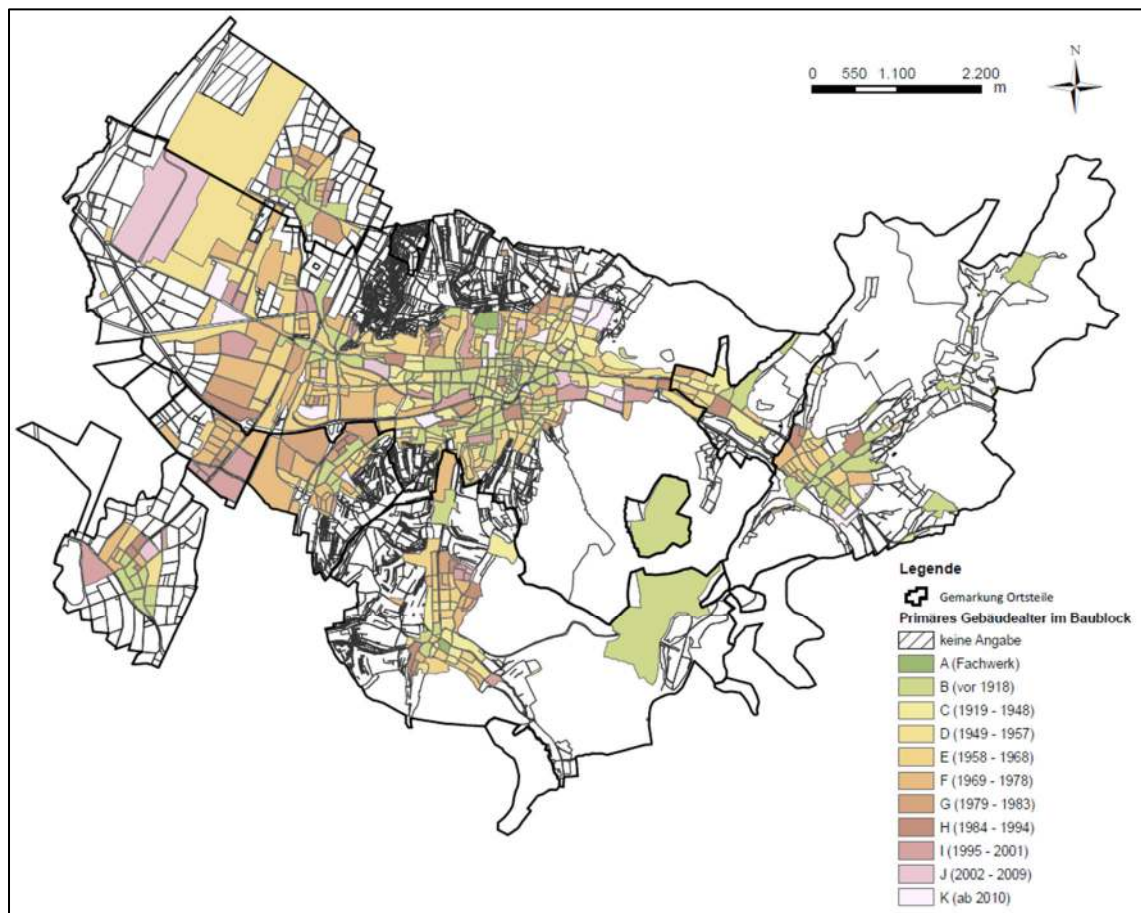 N
0 550 1.100 2.200
m
Legende
Gemarkung Ortsteile
Primäres Gebäudealter im Baublock
keine Angabe
A (Fachwerk)
B (vor 1918)
C (1919 - 1948)
D (1949 - 1957)
E (1958 - 1968)
F (1969 - 1978)
G (1979 - 1983)
H (1984 - 1994)
I (1995 - 2001)
J (2002 - 2009)
K (ab 2010)